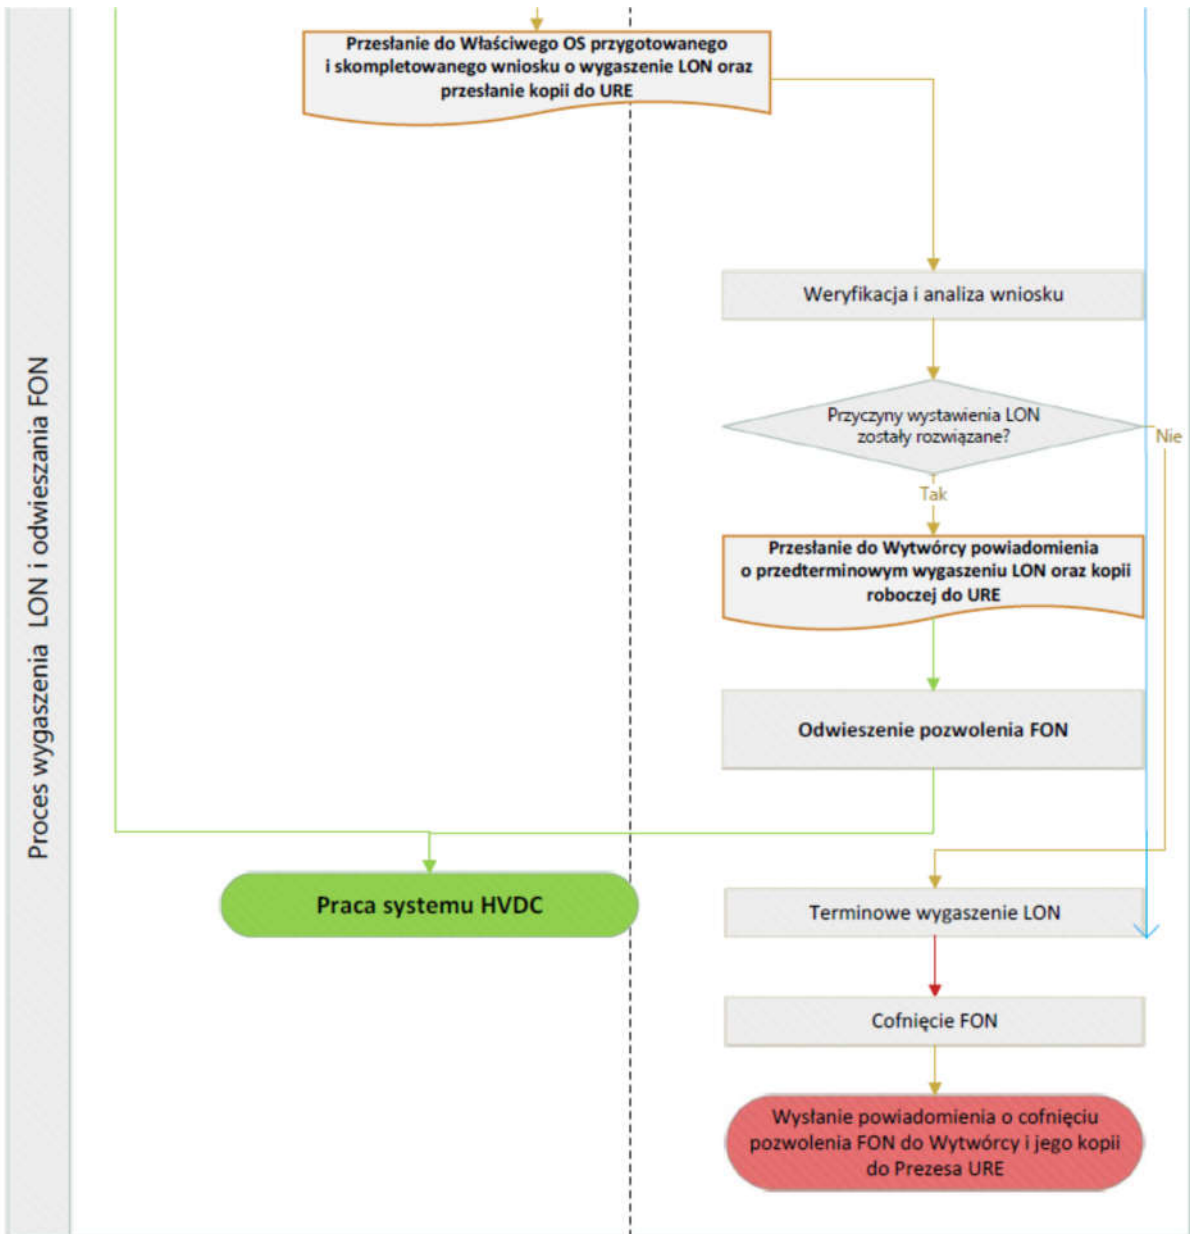 Proces wygaszenia LON i odwieszania FON
Przesłanie do Właściwego OS przygotowanego
i skompletowanego wniosku o wygaszenie LON oraz
przesłanie kopii do URE
Weryfikacja i analiza wniosku
Przyczyny wystawienia LON
zostały rozwiązane?
Nie
Tak
Przesłanie do Wytwórcy powiadomienia
o przedterminowym wygaszeniu LON oraz kopii
roboczej do URE
Odwieszenie pozwolenia FON
Praca systemu HVDC
Terminowe wygaszenie LON
Cofnięcie FON
Wysłanie powiadomienia o cofnięciu
pozwolenia FON do Wytwórcy i jego kopii
do Prezesa URE